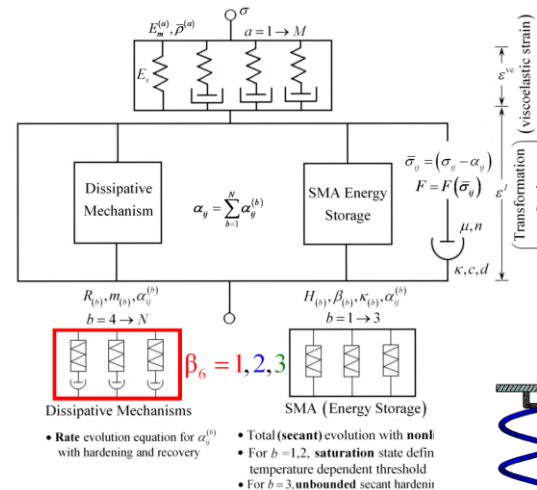 σ
E_m^(a), ρ̄^(a)
a = 1 → M
E_s
ε^ve
(viscoelastic strain)
Dissipative
Mechanism
α_ij = Σ_{b=1}^{N} α_ij^(b)
SMA Energy
Storage
σ̄_ij = (σ_ij − α_ij)
F = F(σ̄_ij)
ε^I
(Transformation
μ, n
κ, c, d
R_(b), m_(b), α_ij^(b)
b = 4 → N
H_(b), β_(b), κ_(b), α_ij^(b)
b = 1 → 3
β_6 = 1, 2, 3
Dissipative Mechanisms
SMA (Energy Storage)
• Rate evolution equation for α_ij^(b)
with hardening and recovery
• Total (secant) evolution with nonl
• For b = 1,2, saturation state defin
temperature dependent threshold
• For b = 3, unbounded secant hardenin